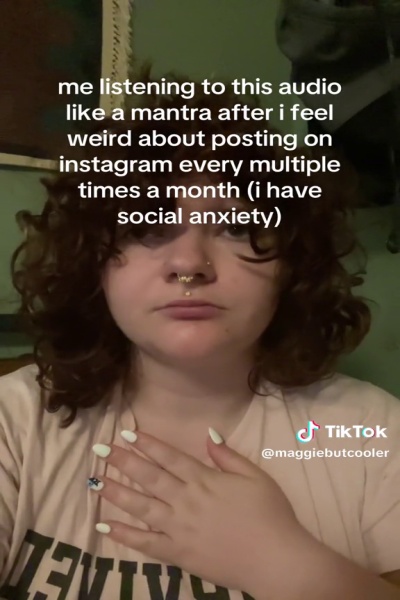 me listening to this audio
like a mantra after i feel
weird about posting on
instagram every multiple
times a month (i have
social anxiety)
TikTok
@maggiebutcooler